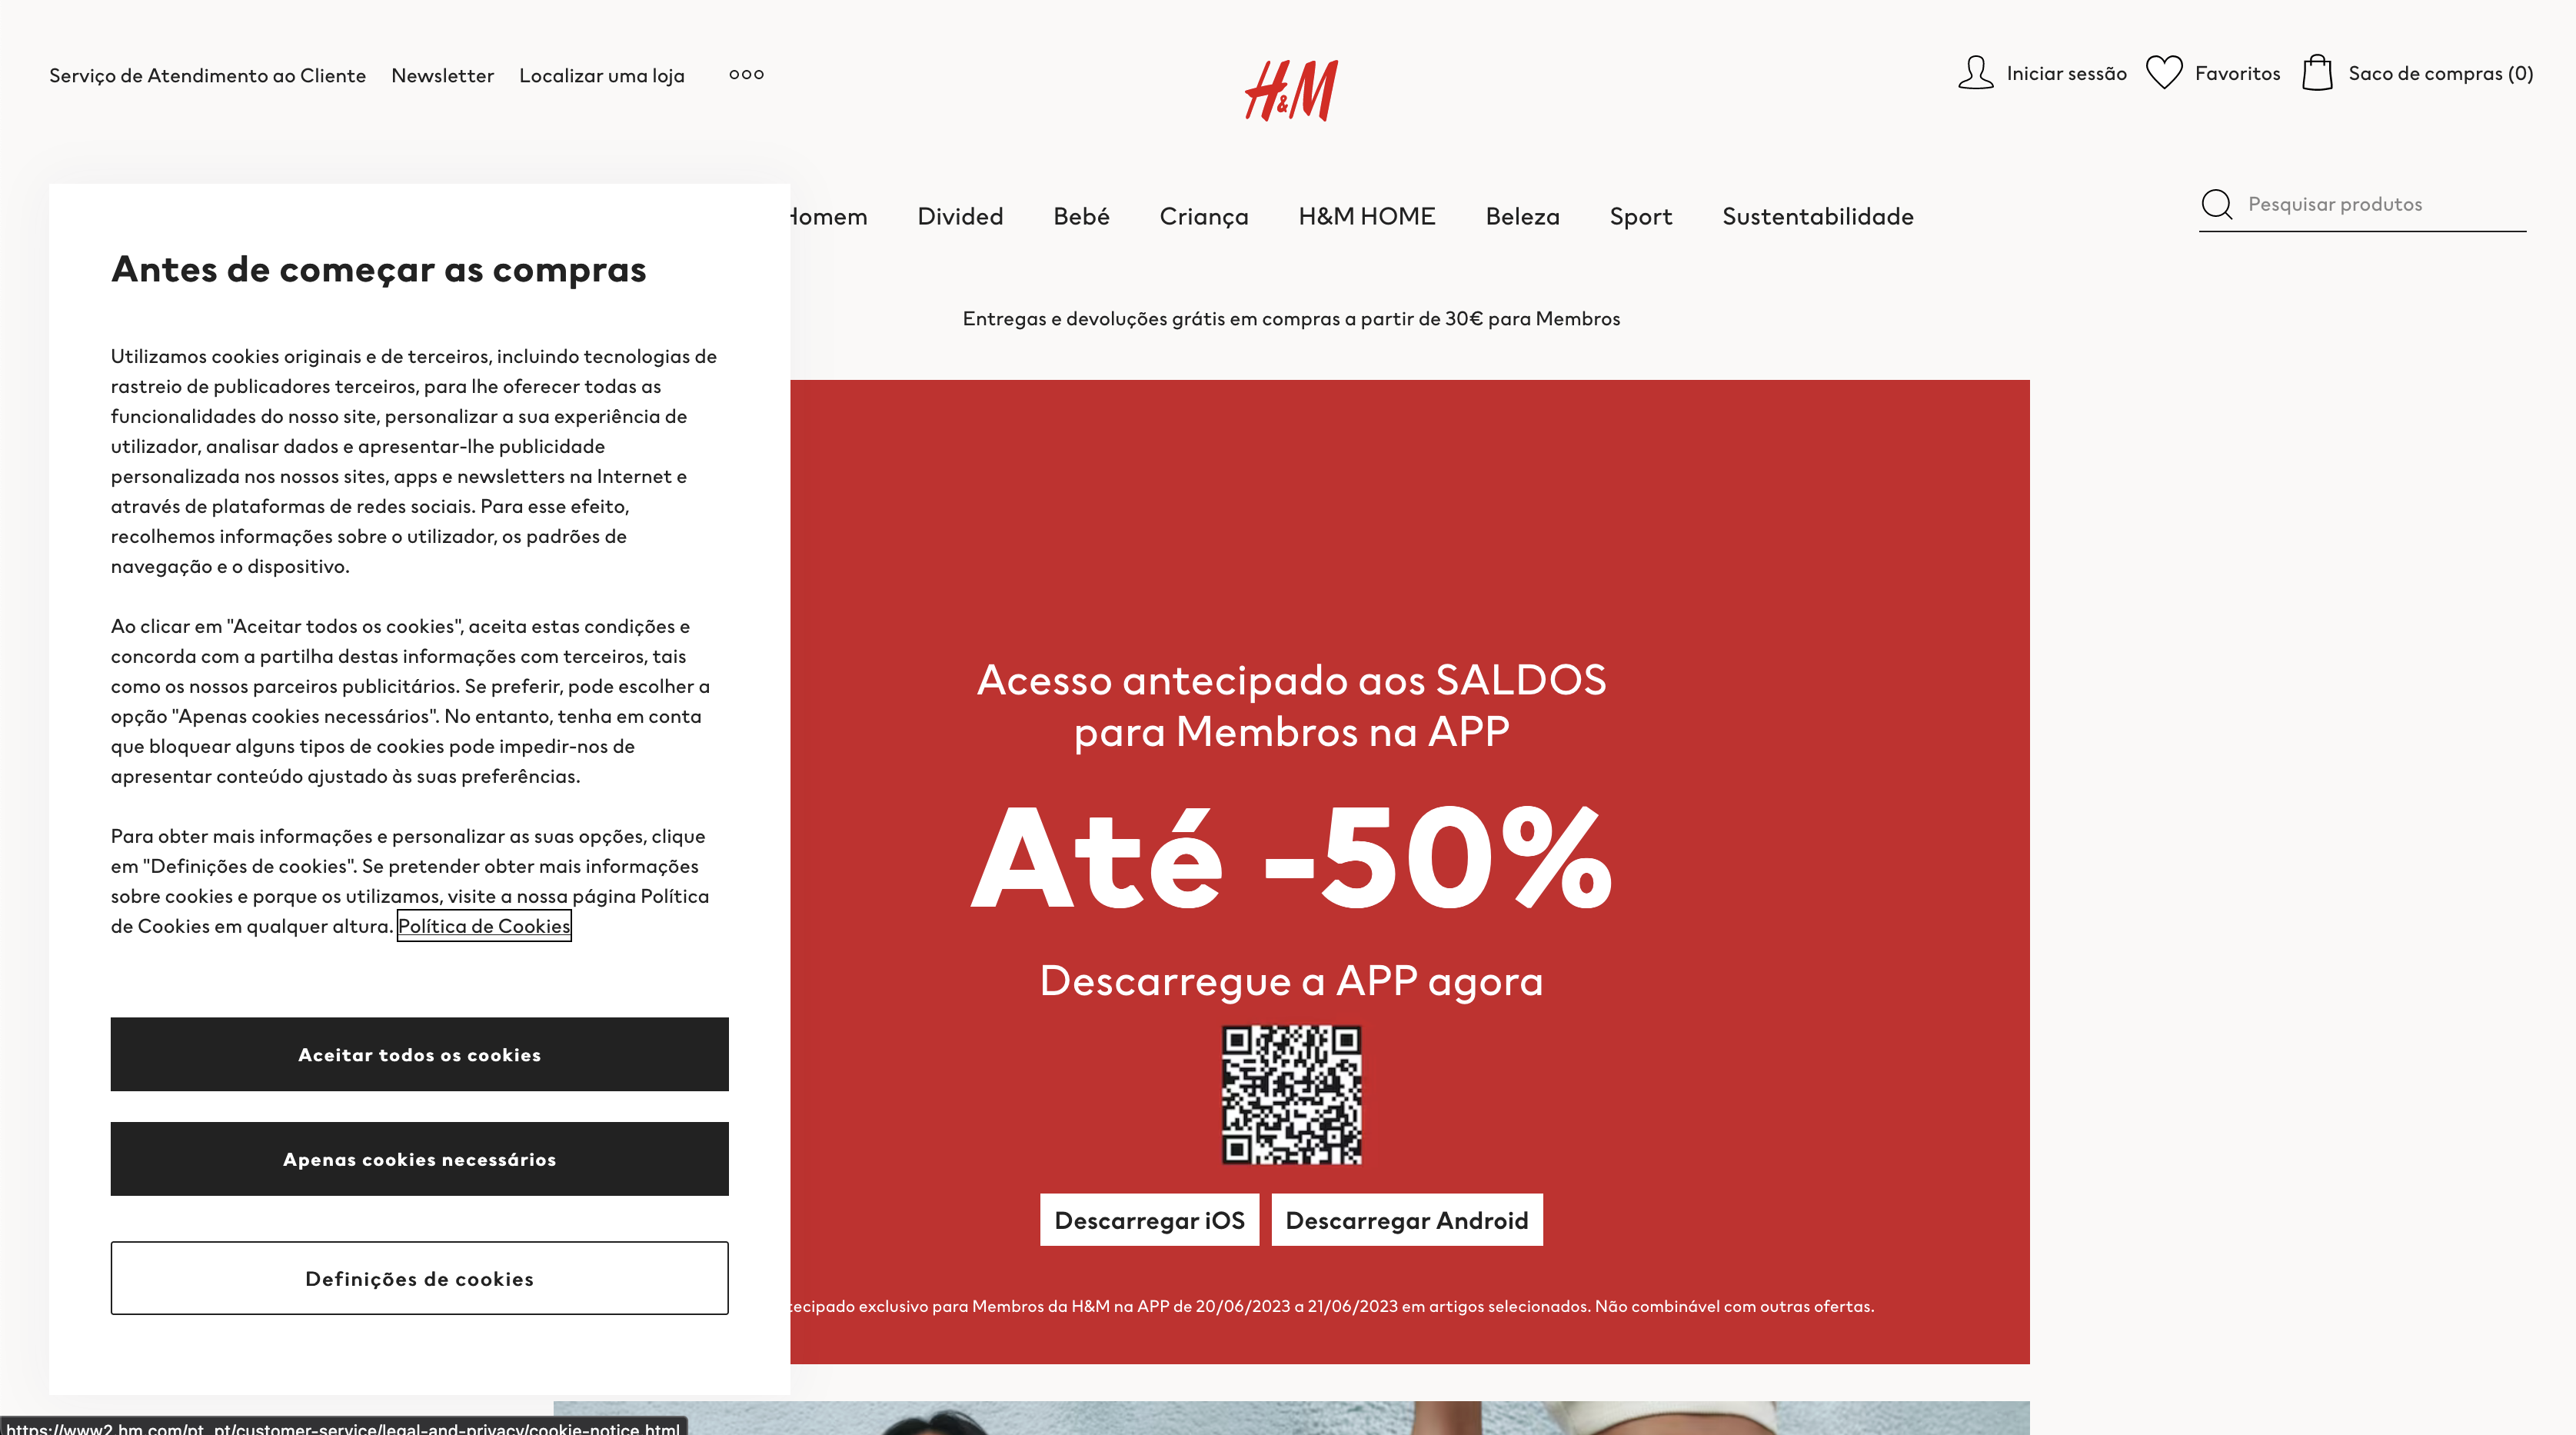 Serviço de Atendimento ao Cliente
Newsletter
Localizar uma loja
H&M
Iniciar sessão
Favoritos
Saco de compras (0)
Homem
Divided
Bebé
Criança
H&M HOME
Beleza
Sport
Sustentabilidade
Pesquisar produtos
Entregas e devoluções grátis em compras a partir de 30€ para Membros
Antes de começar as compras
Utilizamos cookies originais e de terceiros, incluindo tecnologias de
rastreio de publicadores terceiros, para lhe oferecer todas as
funcionalidades do nosso site, personalizar a sua experiência de
utilizador, analisar dados e apresentar-lhe publicidade
personalizada nos nossos sites, apps e newsletters na Internet e
através de plataformas de redes sociais. Para esse efeito,
recolhemos informações sobre o utilizador, os padrões de
navegação e o dispositivo.
Ao clicar em "Aceitar todos os cookies", aceita estas condições e
concorda com a partilha destas informações com terceiros, tais
como os nossos parceiros publicitários. Se preferir, pode escolher a
opção "Apenas cookies necessários". No entanto, tenha em conta
que bloquear alguns tipos de cookies pode impedir-nos de
apresentar conteúdo ajustado às suas preferências.
Para obter mais informações e personalizar as suas opções, clique
em "Definições de cookies". Se pretender obter mais informações
sobre cookies e porque os utilizamos, visite a nossa página Política
de Cookies em qualquer altura. Política de Cookies
Aceitar todos os cookies
Apenas cookies necessários
Definições de cookies
Acesso antecipado aos SALDOS
para Membros na APP
Até -50%
Descarregue a APP agora
Descarregar iOS
Descarregar Android
tecipado exclusivo para Membros da H&M na APP de 20/06/2023 a 21/06/2023 em artigos selecionados. Não combinável com outras ofertas.
https://www2.hm.com/pt_pt/customer-service/legal-and-privacy/cookie-notice.html